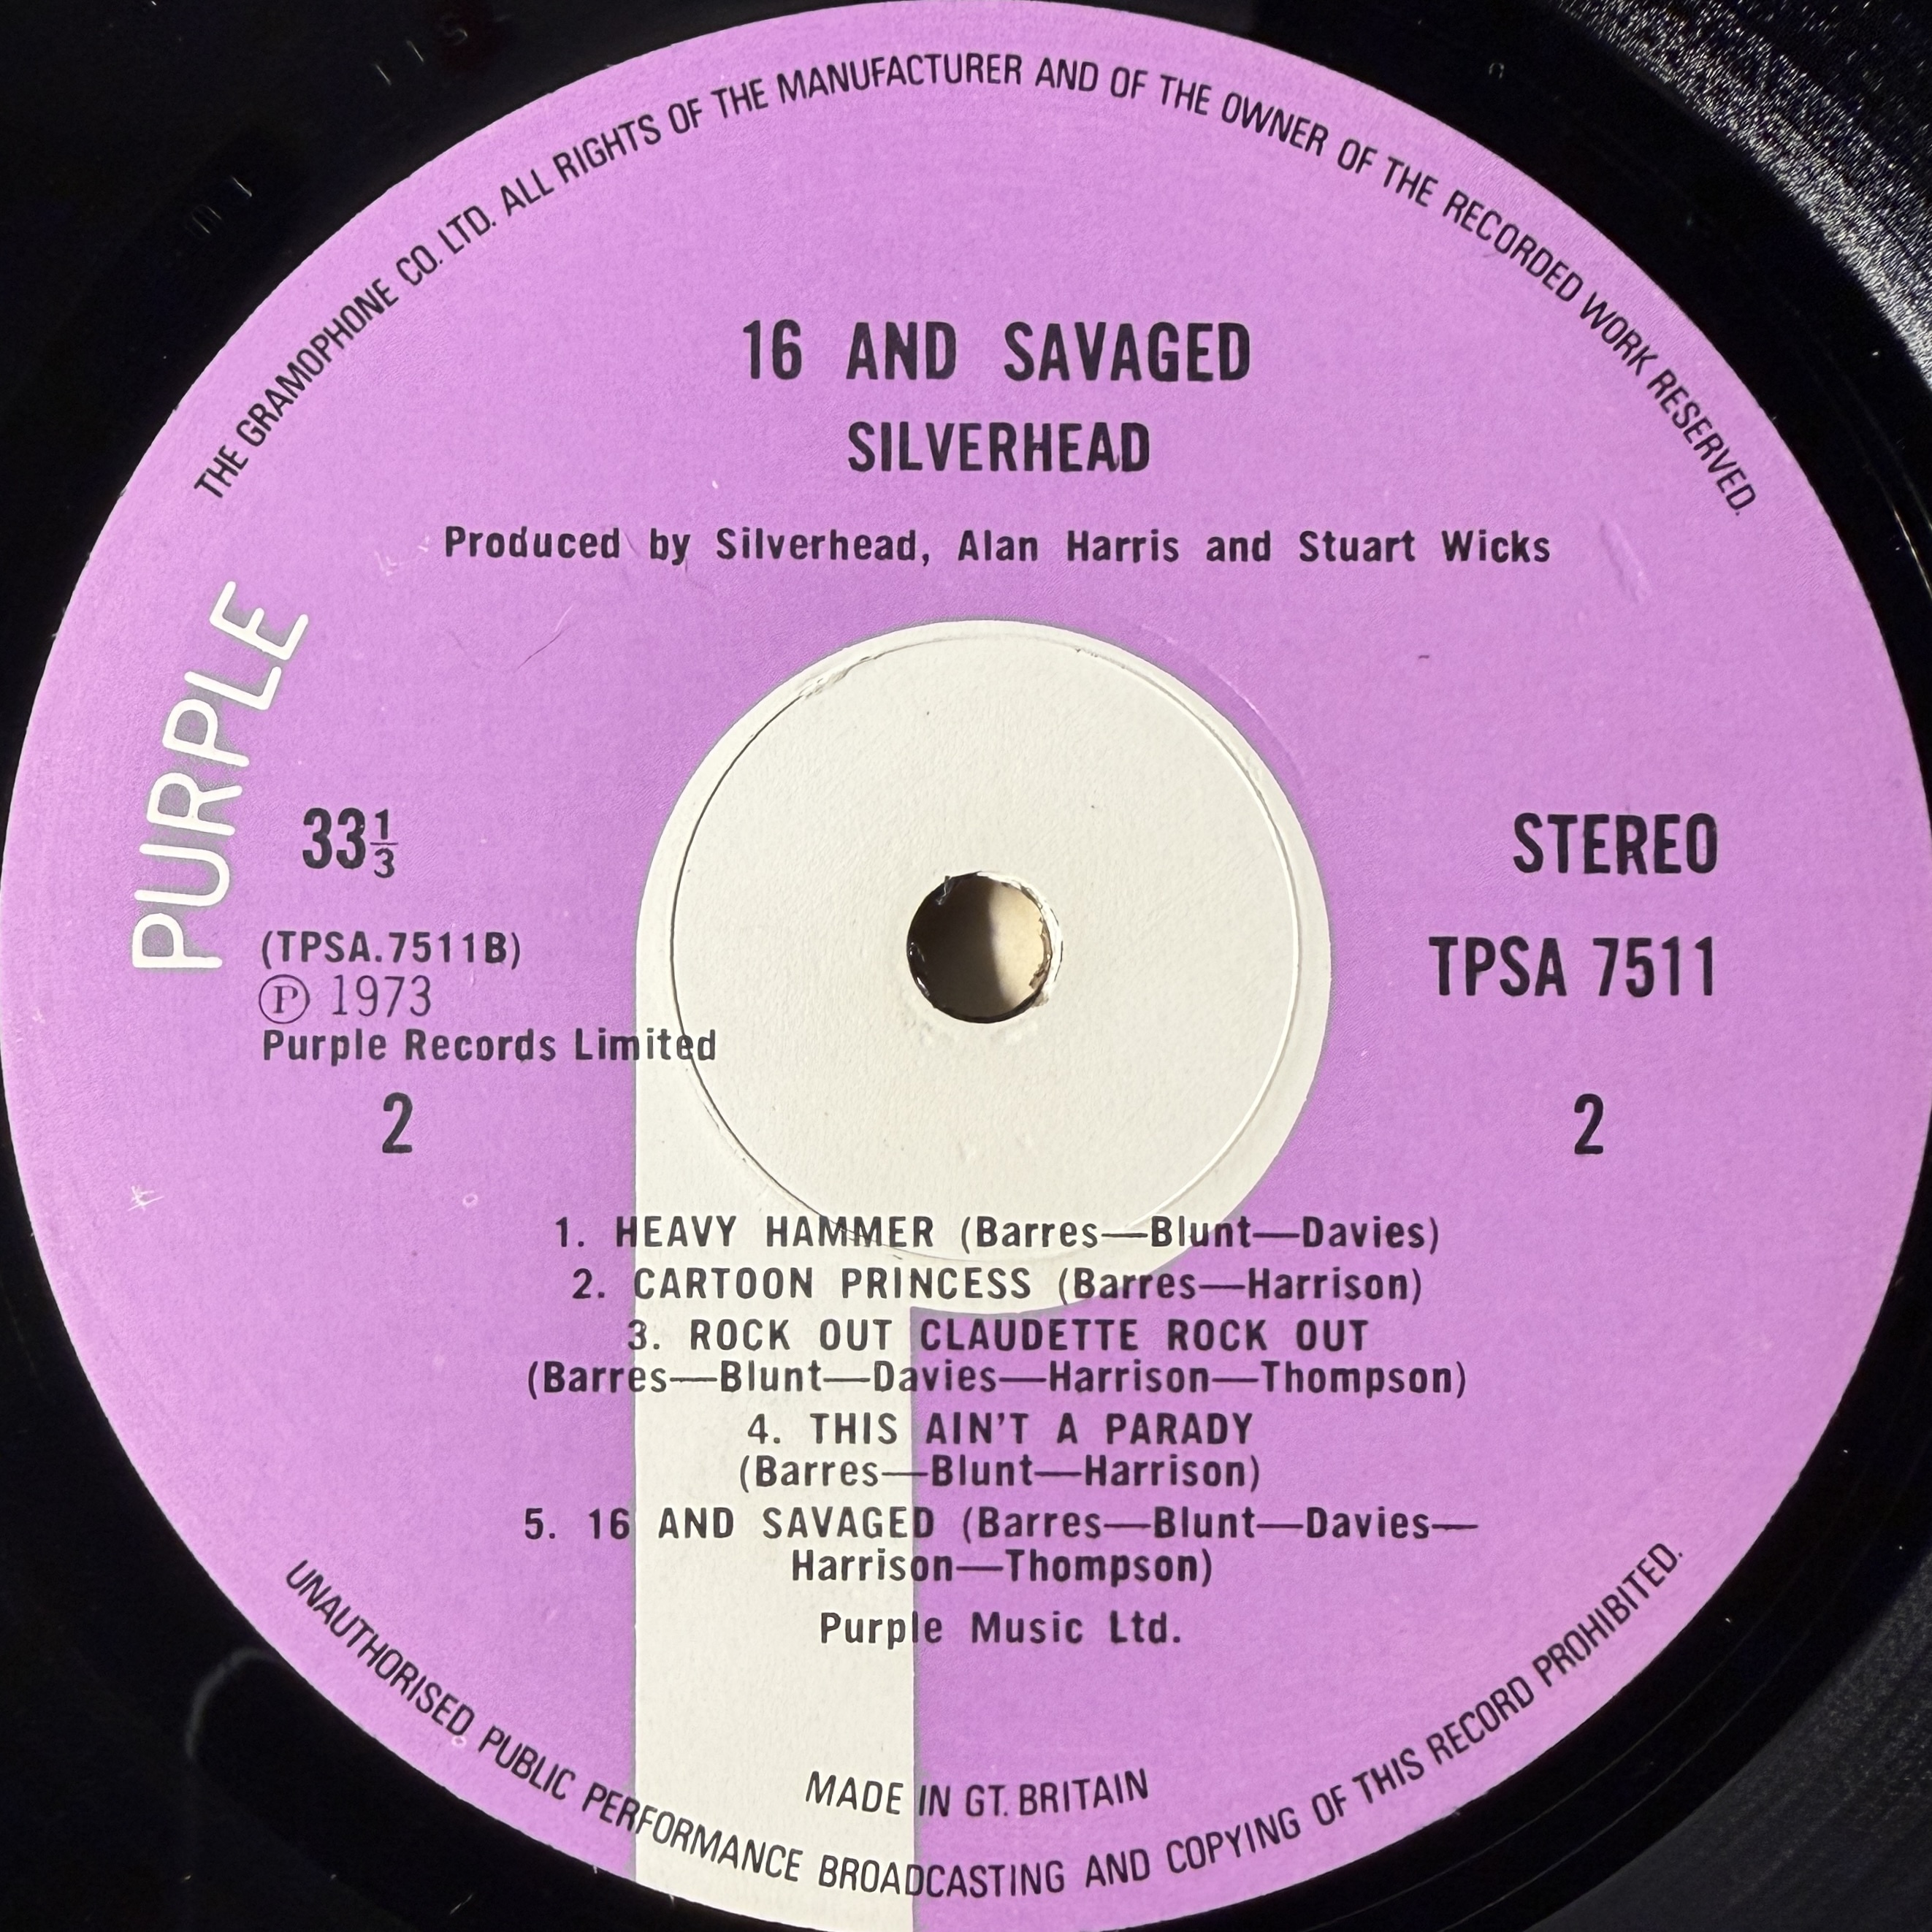 THE GRAMOPHONE CO. LTD. ALL RIGHTS OF THE MANUFACTURER AND OF THE OWNER OF THE RECORDED WORK RESERVED.
16 AND SAVAGED
SILVERHEAD
Produced by Silverhead, Alan Harris and Stuart Wicks
PURPLE
33⅓
STEREO
(TPSA.7511B)
TPSA 7511
Ⓟ 1973
Purple Records Limited
2
2
1. HEAVY HAMMER (Barres—Blunt—Davies)
2. CARTOON PRINCESS (Barres—Harrison)
3. ROCK OUT CLAUDETTE ROCK OUT
(Barres—Blunt—Davies—Harrison—Thompson)
4. THIS AIN'T A PARADY
(Barres—Blunt—Harrison)
5. 16 AND SAVAGED (Barres—Blunt—Davies—
Harrison—Thompson)
Purple Music Ltd.
MADE IN GT. BRITAIN
UNAUTHORISED PUBLIC PERFORMANCE BROADCASTING AND COPYING OF THIS RECORD PROHIBITED.